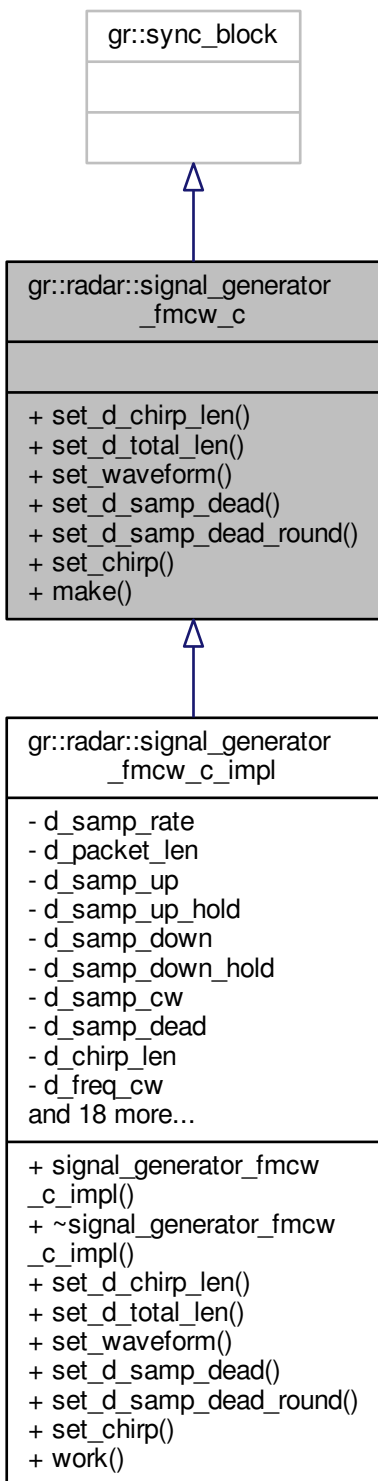 gr::sync_block
gr::radar::signal_generator
_fmcw_c
+ set_d_chirp_len()
+ set_d_total_len()
+ set_waveform()
+ set_d_samp_dead()
+ set_d_samp_dead_round()
+ set_chirp()
+ make()
gr::radar::signal_generator
_fmcw_c_impl
- d_samp_rate
- d_packet_len
- d_samp_up
- d_samp_up_hold
- d_samp_down
- d_samp_down_hold
- d_samp_cw
- d_samp_dead
- d_chirp_len
- d_freq_cw
and 18 more...
+ signal_generator_fmcw
_c_impl()
+ ~signal_generator_fmcw
_c_impl()
+ set_d_chirp_len()
+ set_d_total_len()
+ set_waveform()
+ set_d_samp_dead()
+ set_d_samp_dead_round()
+ set_chirp()
+ work()